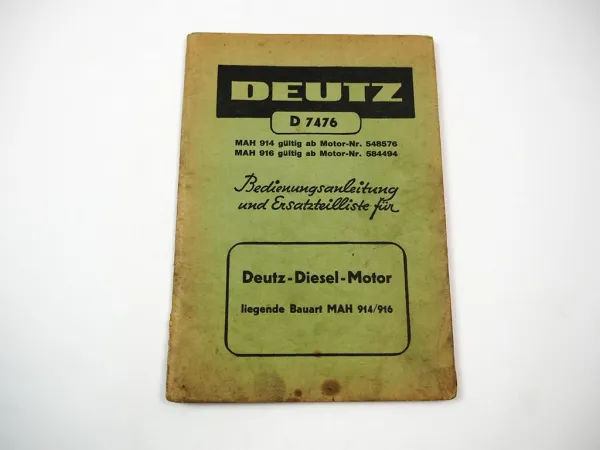 DEUTZ
D 7476
MAH 914 gültig ab Motor-Nr. 548576
MAH 916 gültig ab Motor-Nr. 584494
Bedienungsanleitung
und Ersatzteilliste für
Deutz-Diesel-Motor
liegende Bauart MAH 914/916